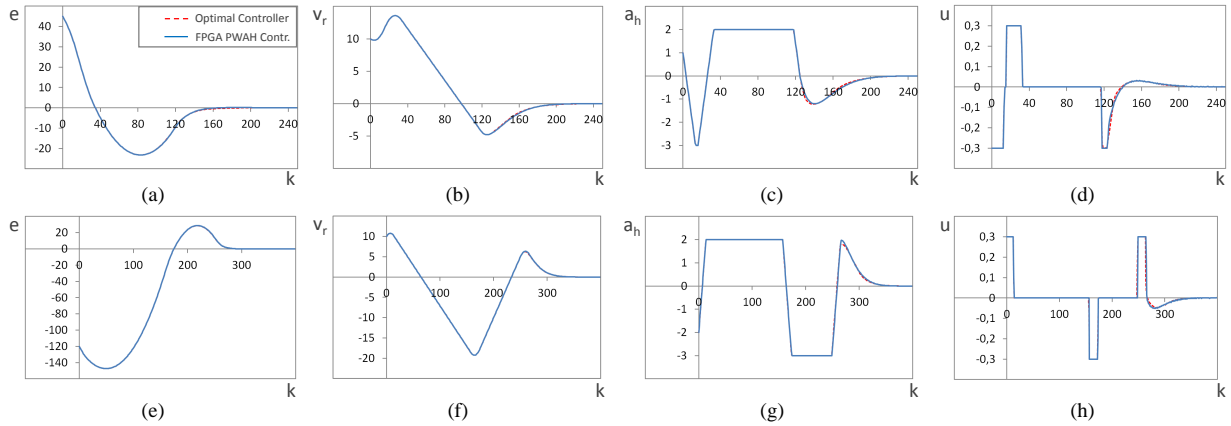 e
45
40
30
20
10
0
-10
-20
0 40 80 120 160 200 240
Optimal Controller
FPGA PWAH Contr.
k
(a)
v_r
15
10
5
0
-5
0 40 80 120 160 200 240
k
(b)
a_h
2
1
0
-1
-2
-3
0 40 80 120 160 200 240
k
(c)
u
0,3
0,2
0,1
0
-0,1
-0,2
-0,3
0 40 80 120 160 200 240
k
(d)
e
20
0
-20
-40
-60
-80
-100
-120
-140
0 100 200 300
k
(e)
v_r
10
5
0
-5
-10
-15
-20
0 100 200 300
k
(f)
a_h
2
1
0
-1
-2
-3
0 100 200 300
k
(g)
u
0,3
0,2
0,1
0
-0,1
-0,2
-0,3
0 100 200 300
k
(h)